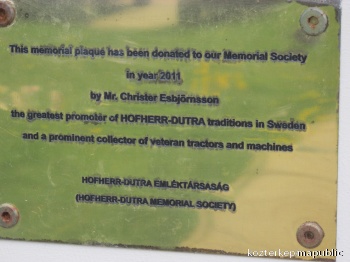 This memorial plaque has been donated to our Memorial Society
in year 2011
by Mr. Christer Esbjörnsson
the greatest promoter of HOFHERR-DUTRA traditions in Sweden
and a prominent collector of veteran tractors and machines
HOFHERR-DUTRA EMLÉKTÁRSASÁG
(HOFHERR-DUTRA MEMORIAL SOCIETY)
kozterkep.mapublic